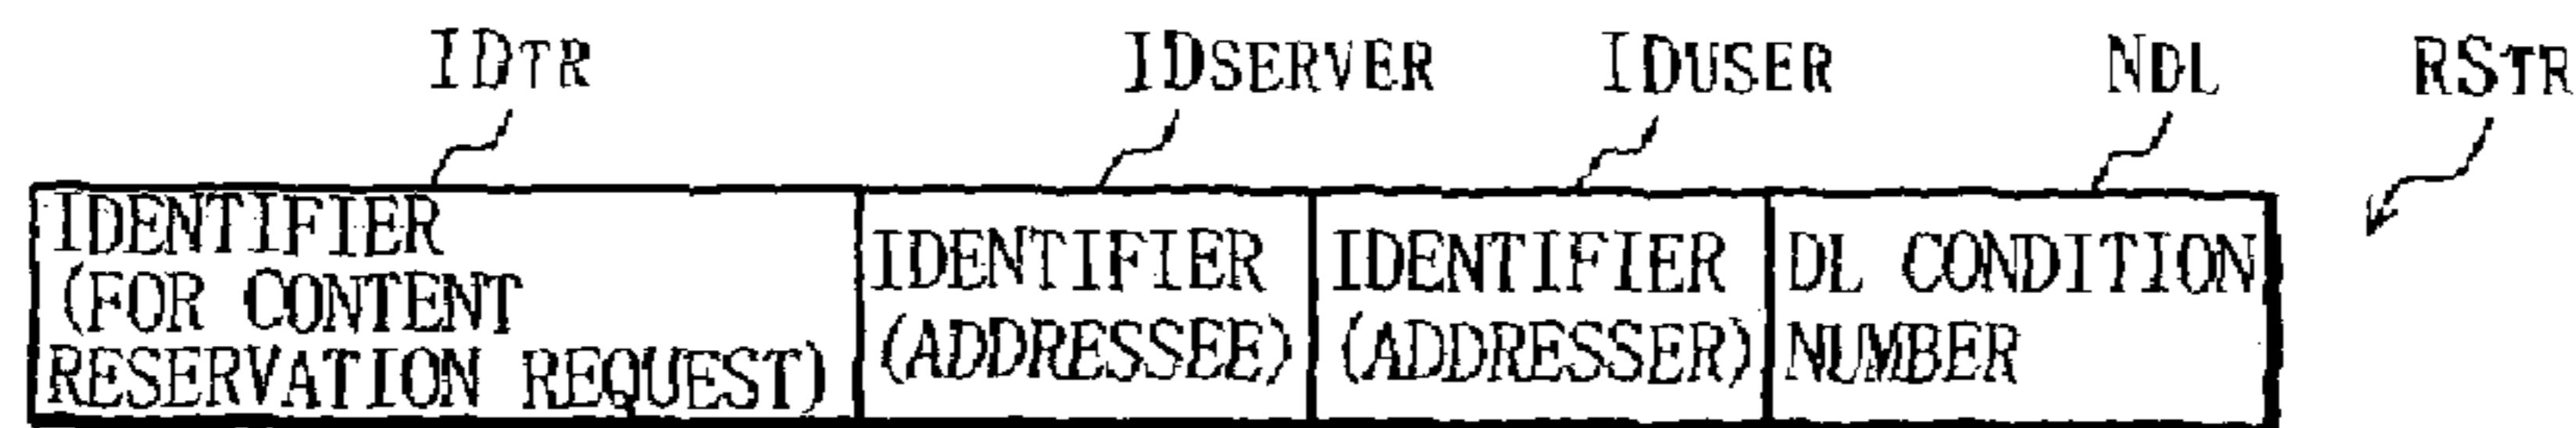 IDTR IDSERVER IDUSER NDL RSTR
IDENTIFIER
(FOR CONTENT
RESERVATION REQUEST)
IDENTIFIER
(ADDRESSEE)
IDENTIFIER
(ADDRESSER)
DL CONDITION
NUMBER